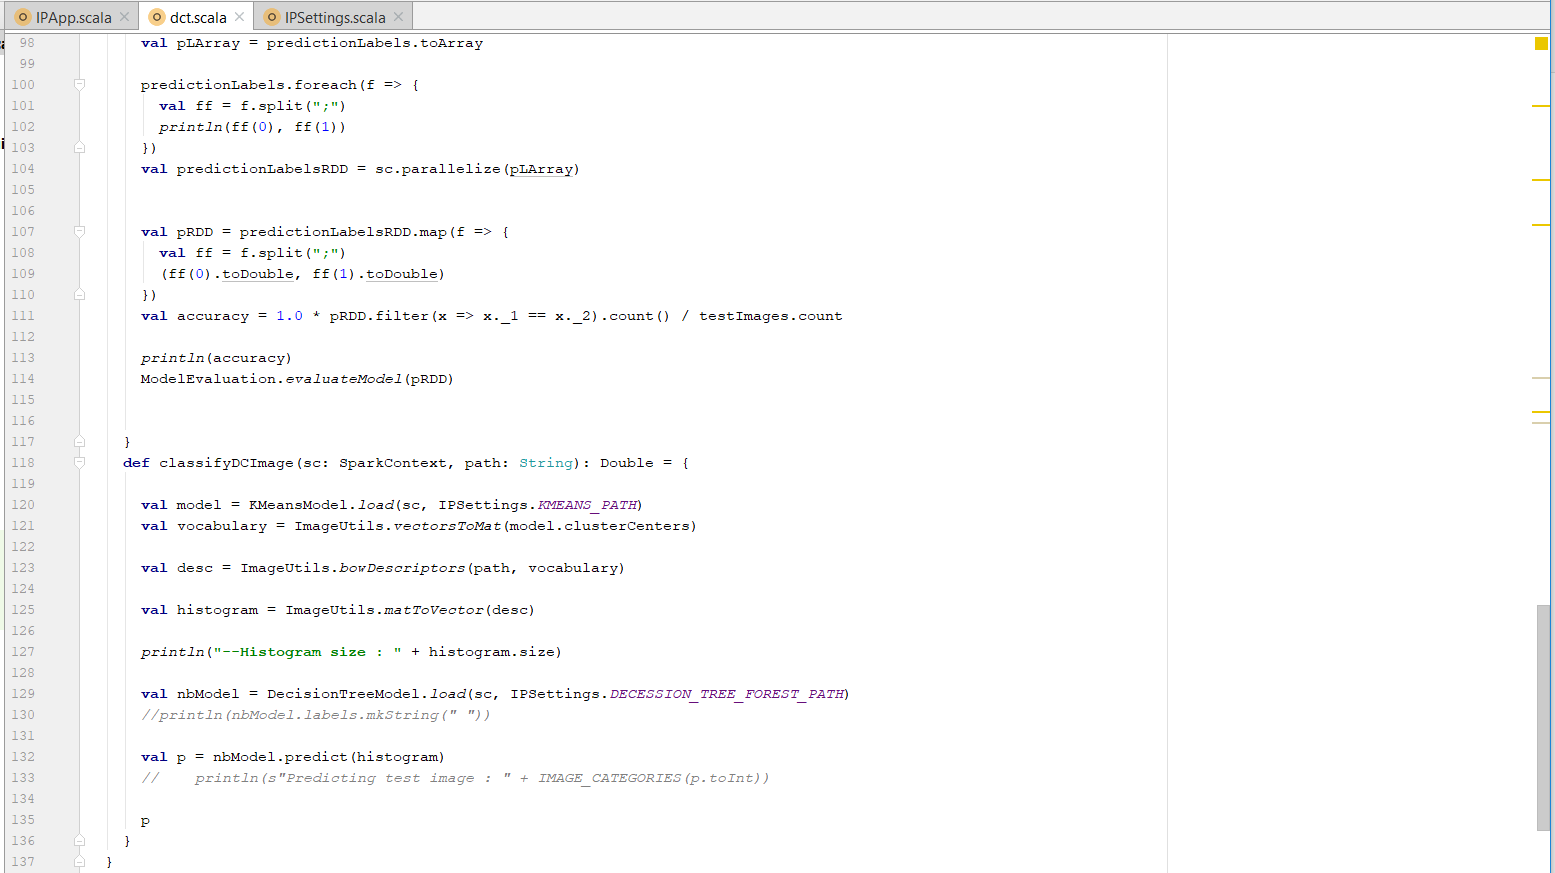 IPApp.scala dct.scala IPSettings.scala
98 val pLArray = predictionLabels.toArray
99
100 predictionLabels.foreach(f => {
101 val ff = f.split(";")
102 println(ff(0), ff(1))
103 })
104 val predictionLabelsRDD = sc.parallelize(pLArray)
105
106
107 val pRDD = predictionLabelsRDD.map(f => {
108 val ff = f.split(";")
109 (ff(0).toDouble, ff(1).toDouble)
110 })
111 val accuracy = 1.0 * pRDD.filter(x => x._1 == x._2).count() / testImages.count
112
113 println(accuracy)
114 ModelEvaluation.evaluateModel(pRDD)
115
116
117 }
118 def classifyDCImage(sc: SparkContext, path: String): Double = {
119
120 val model = KMeansModel.load(sc, IPSettings.KMEANS_PATH)
121 val vocabulary = ImageUtils.vectorsToMat(model.clusterCenters)
122
123 val desc = ImageUtils.bowDescriptors(path, vocabulary)
124
125 val histogram = ImageUtils.matToVector(desc)
126
127 println("--Histogram size : " + histogram.size)
128
129 val nbModel = DecisionTreeModel.load(sc, IPSettings.DECESSION_TREE_FOREST_PATH)
130 //println(nbModel.labels.mkString(" "))
131
132 val p = nbModel.predict(histogram)
133 // println(s"Predicting test image : " + IMAGE_CATEGORIES(p.toInt))
134
135 p
136 }
137 }